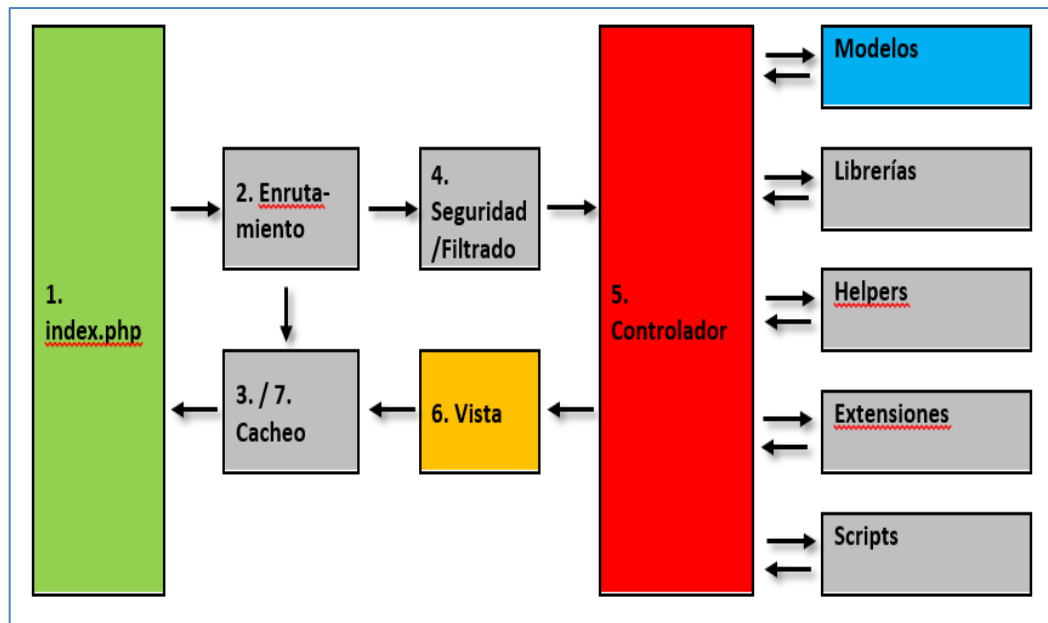 1.
index.php
2. Enruta-
miento
3. / 7.
Cacheo
4.
Seguridad
/Filtrado
5.
Controlador
6. Vista
Modelos
Librerías
Helpers
Extensiones
Scripts